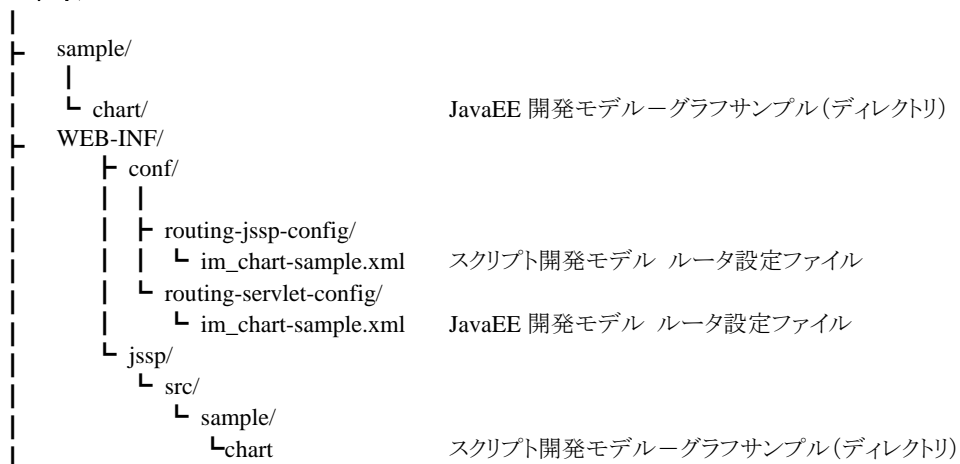 sample/
chart/ JavaEE 開発モデル－グラフサンプル(ディレクトリ)
WEB-INF/
conf/
routing-jssp-config/
im_chart-sample.xml スクリプト開発モデル ルータ設定ファイル
routing-servlet-config/
im_chart-sample.xml JavaEE 開発モデル ルータ設定ファイル
jssp/
src/
sample/
chart スクリプト開発モデル－グラフサンプル(ディレクトリ)